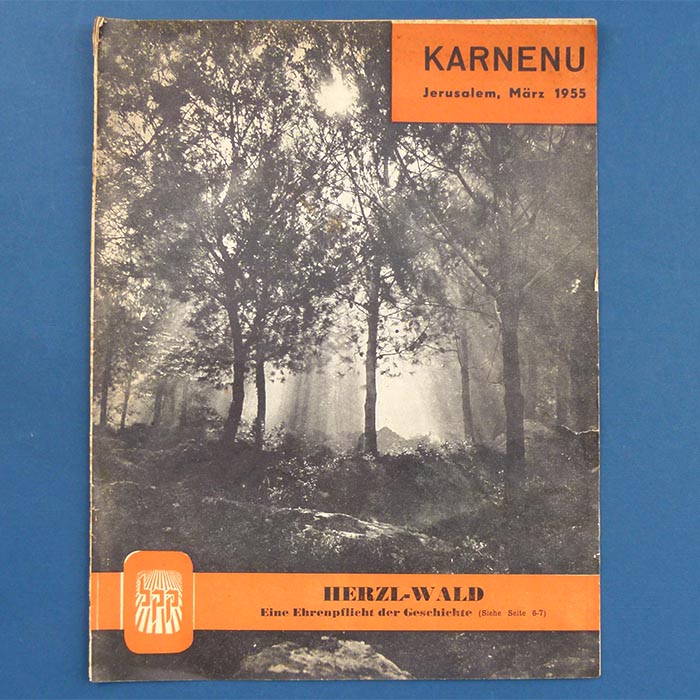 KARNENU
Jerusalem, März 1955
HERZL-WALD
Eine Ehrenpflicht der Geschichte (Siehe Seite 6-7)